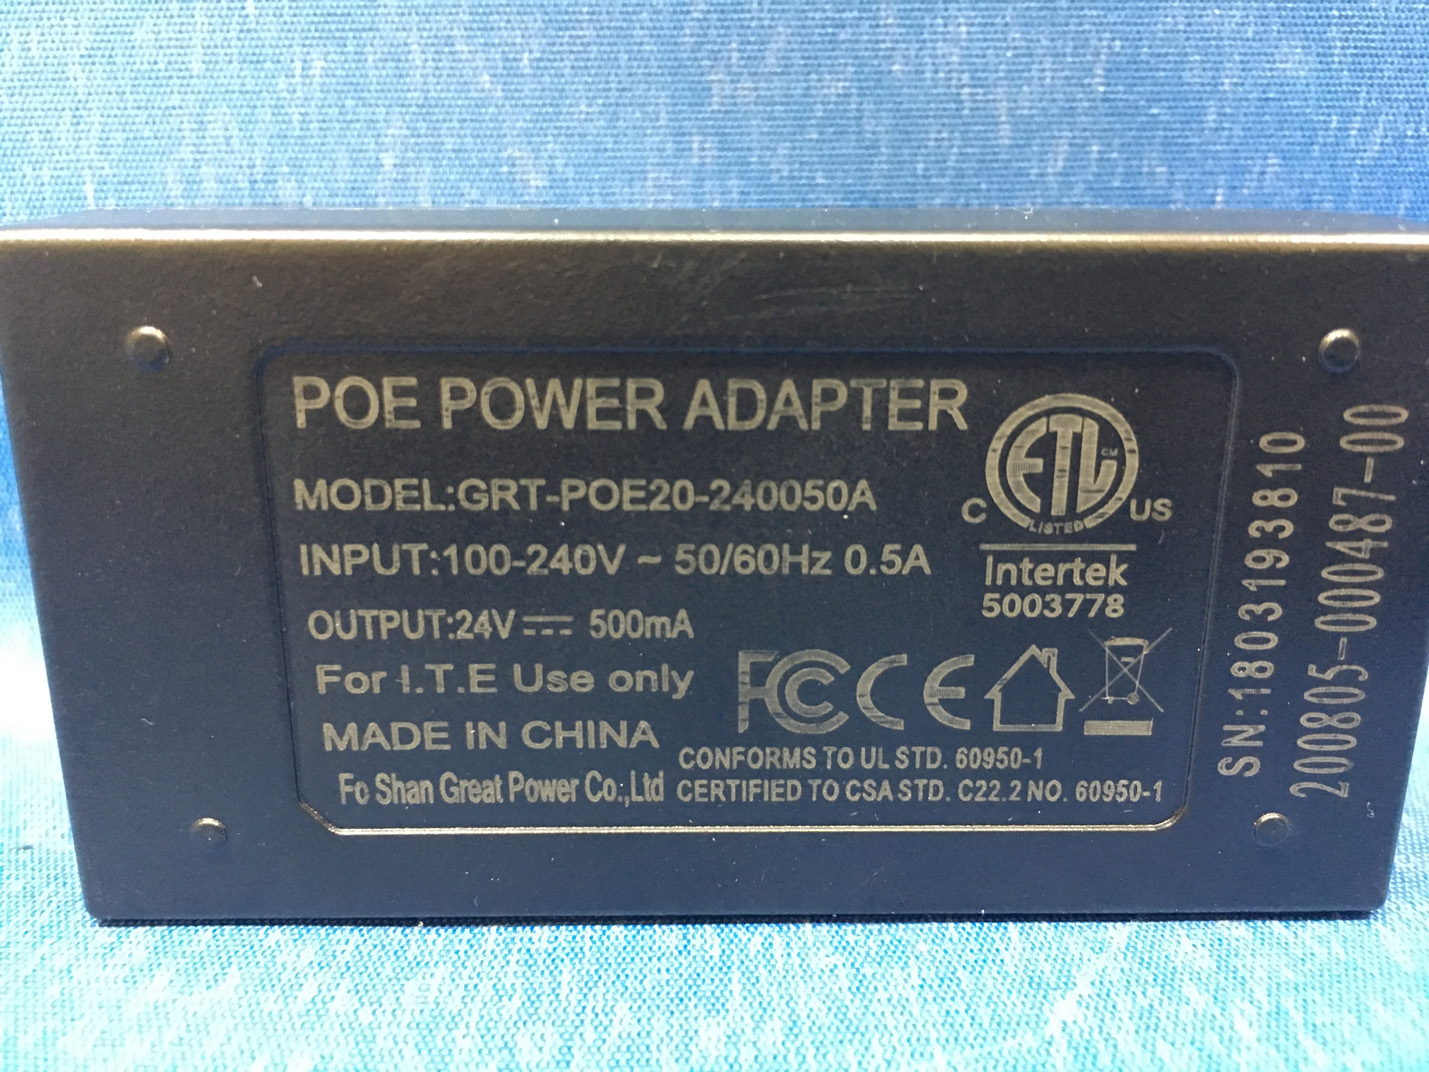 POE POWER ADAPTER
MODEL:GRT-POE20-240050A
INPUT:100-240V ~ 50/60Hz 0.5A
OUTPUT:24V ⎓ 500mA
For I.T.E Use only
MADE IN CHINA
Fo Shan Great Power Co.,Ltd
ETL CM
LISTED
C US
Intertek
5003778
FC CE
CONFORMS TO UL STD. 60950-1
CERTIFIED TO CSA STD. C22.2 NO. 60950-1
SN:1803193810
200805-000487-00